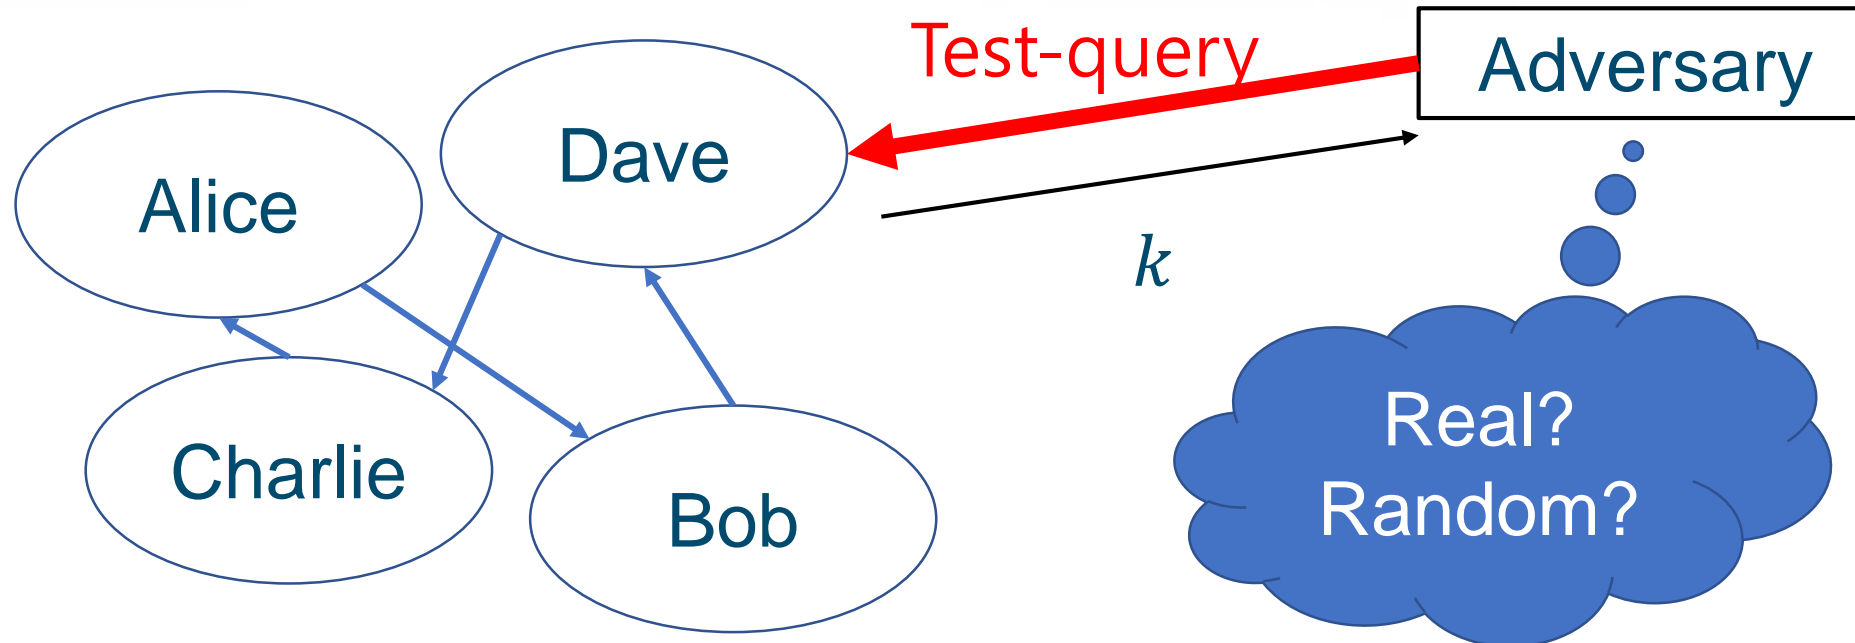 Test-query
Adversary
Dave
Alice
k
Charlie
Bob
Real?
Random?